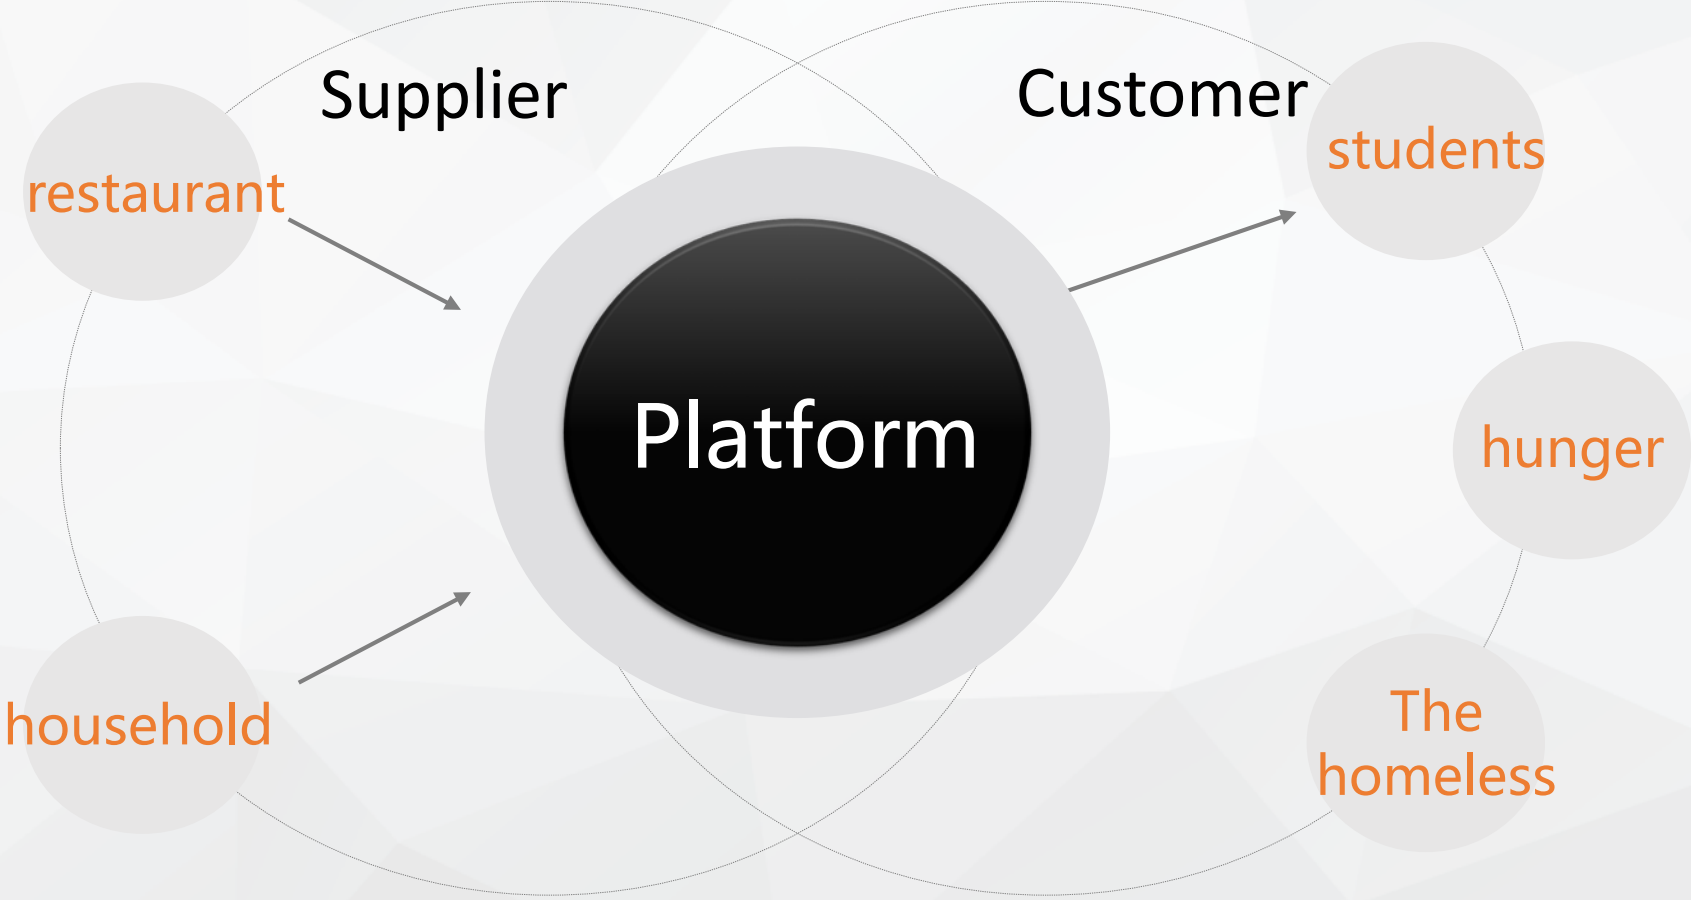 Supplier
Customer
restaurant
students
Platform
hunger
household
The
homeless